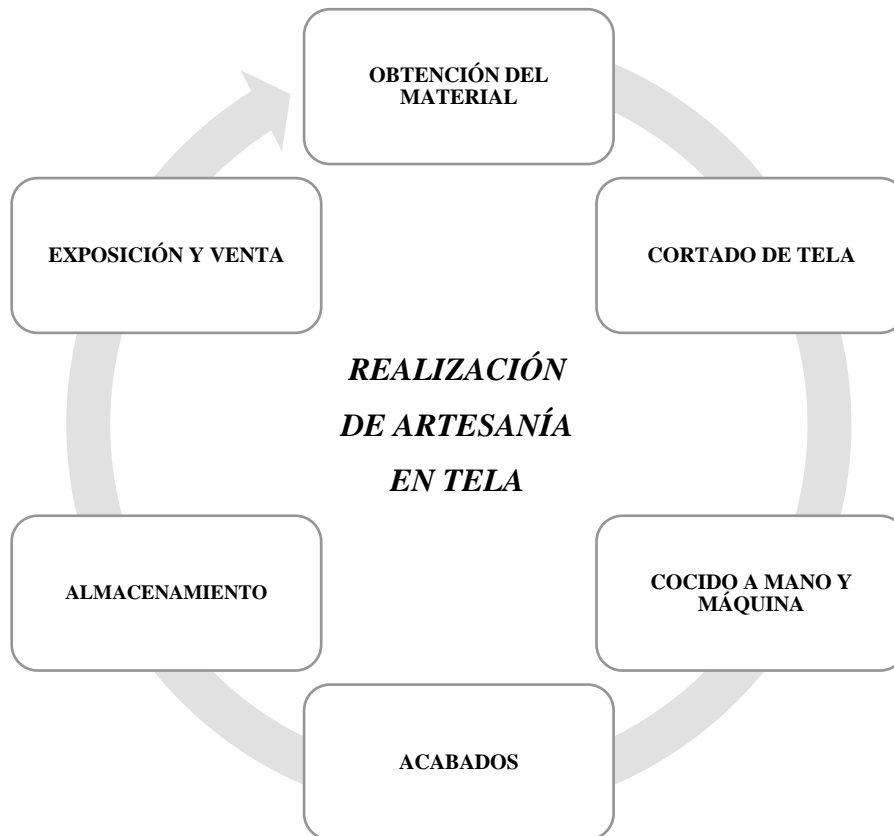 OBTENCIÓN DEL
MATERIAL
CORTADO DE TELA
COCIDO A MANO Y
MÁQUINA
ACABADOS
ALMACENAMIENTO
EXPOSICIÓN Y VENTA
REALIZACIÓN
DE ARTESANÍA
EN TELA